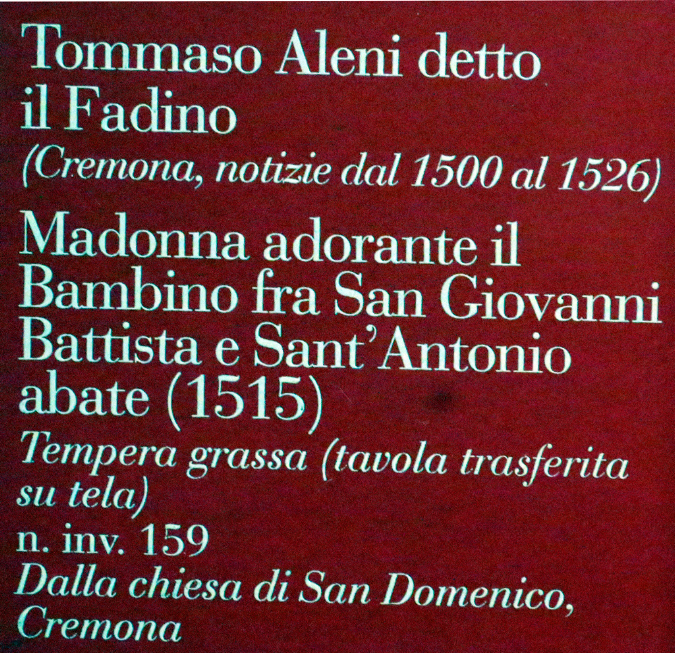 Tommaso Aleni detto
il Fadino
(Cremona, notizie dal 1500 al 1526)
Madonna adorante il
Bambino fra San Giovanni
Battista e Sant'Antonio
abate (1515)
Tempera grassa (tavola trasferita
su tela)
n. inv. 159
Dalla chiesa di San Domenico,
Cremona